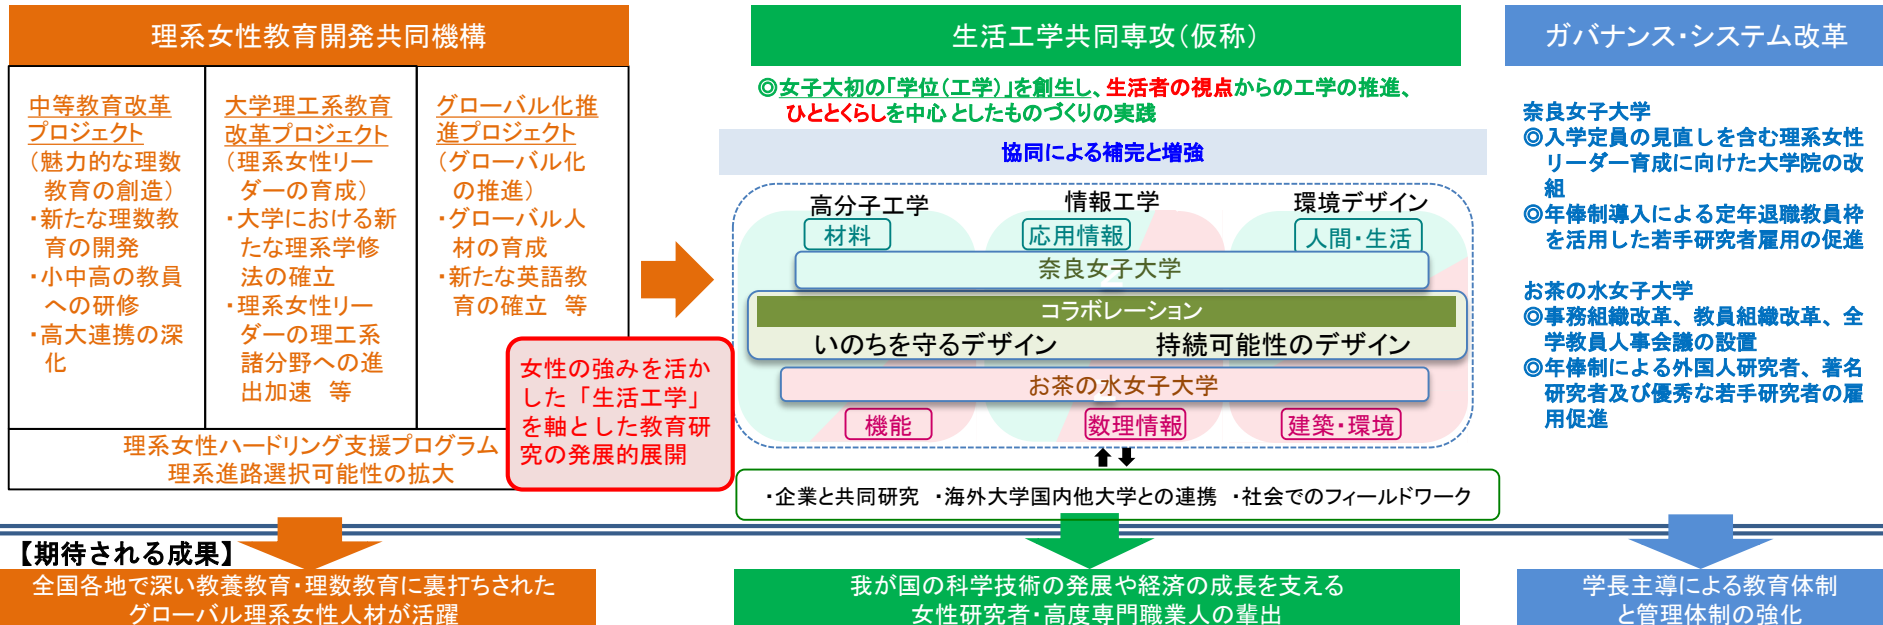 理系女性教育開発共同機構
中等教育改革
プロジェクト
(魅力的な理数
教育の創造)
・新たな理数教
育の開発
・小中高の教員
への研修
・高大連携の深
化
大学理工系教育
改革プロジェクト
(理系女性リー
ダーの育成)
・大学における新
たな理系学修
法の確立
・理系女性リー
ダーの理工系
諸分野への進
出加速 等
グローバル化推
進プロジェクト
(グローバル化
の推進)
・グローバル人
材の育成
・新たな英語教
育の確立 等
理系女性ハードリング支援プログラム
理系進路選択可能性の拡大
女性の強みを活か
した「生活工学」
を軸とした教育研
究の発展的展開
生活工学共同専攻(仮称)
◎女子大初の「学位(工学)」を創生し、生活者の視点からの工学の推進、
ひととくらしを中心としたものづくりの実践
協同による補完と増強
高分子工学
情報工学
環境デザイン
材料
応用情報
人間・生活
奈良女子大学
コラボレーション
いのちを守るデザイン
持続可能性のデザイン
お茶の水女子大学
機能
数理情報
建築・環境
・企業と共同研究 ・海外大学国内他大学との連携 ・社会でのフィールドワーク
ガバナンス・システム改革
奈良女子大学
◎入学定員の見直しを含む理系女性
リーダー育成に向けた大学院の改
組
◎年俸制導入による定年退職教員枠
を活用した若手研究者雇用の促進
お茶の水女子大学
◎事務組織改革、教員組織改革、全
学教員人事会議の設置
◎年俸制による外国人研究者、著名
研究者及び優秀な若手研究者の雇
用促進
【期待される成果】
全国各地で深い教養教育・理数教育に裏打ちされた
グローバル理系女性人材が活躍
我が国の科学技術の発展や経済の成長を支える
女性研究者・高度専門職業人の輩出
学長主導による教育体制
と管理体制の強化